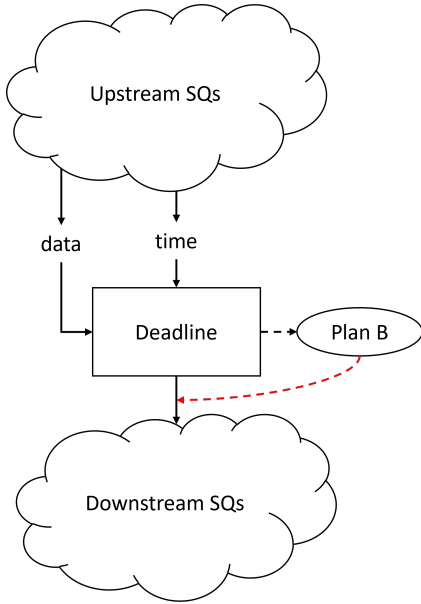 Upstream SQs
data
time
Deadline
Plan B
Downstream SQs